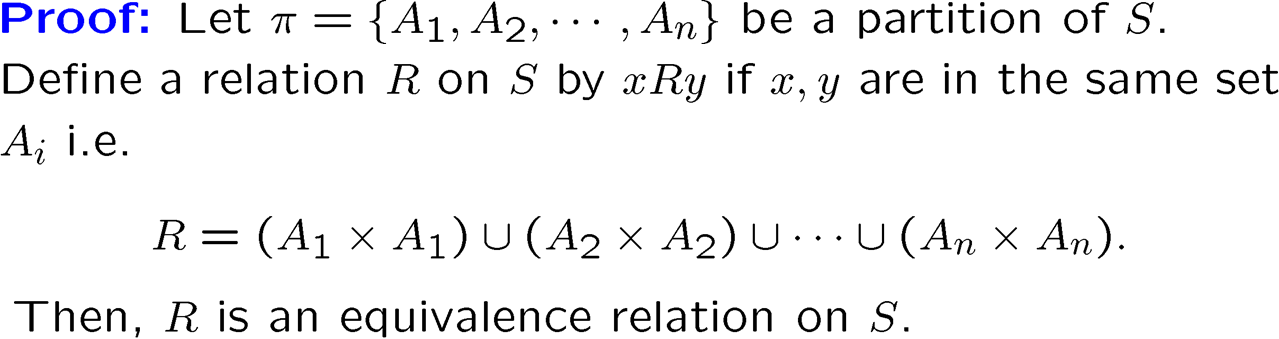 Proof: Let π = {A₁, A₂, ⋯ , Aₙ} be a partition of S.
Define a relation R on S by xRy if x, y are in the same set
Aᵢ i.e.
R = (A₁ × A₁) ∪ (A₂ × A₂) ∪ ⋯ ∪ (Aₙ × Aₙ).
Then, R is an equivalence relation on S.